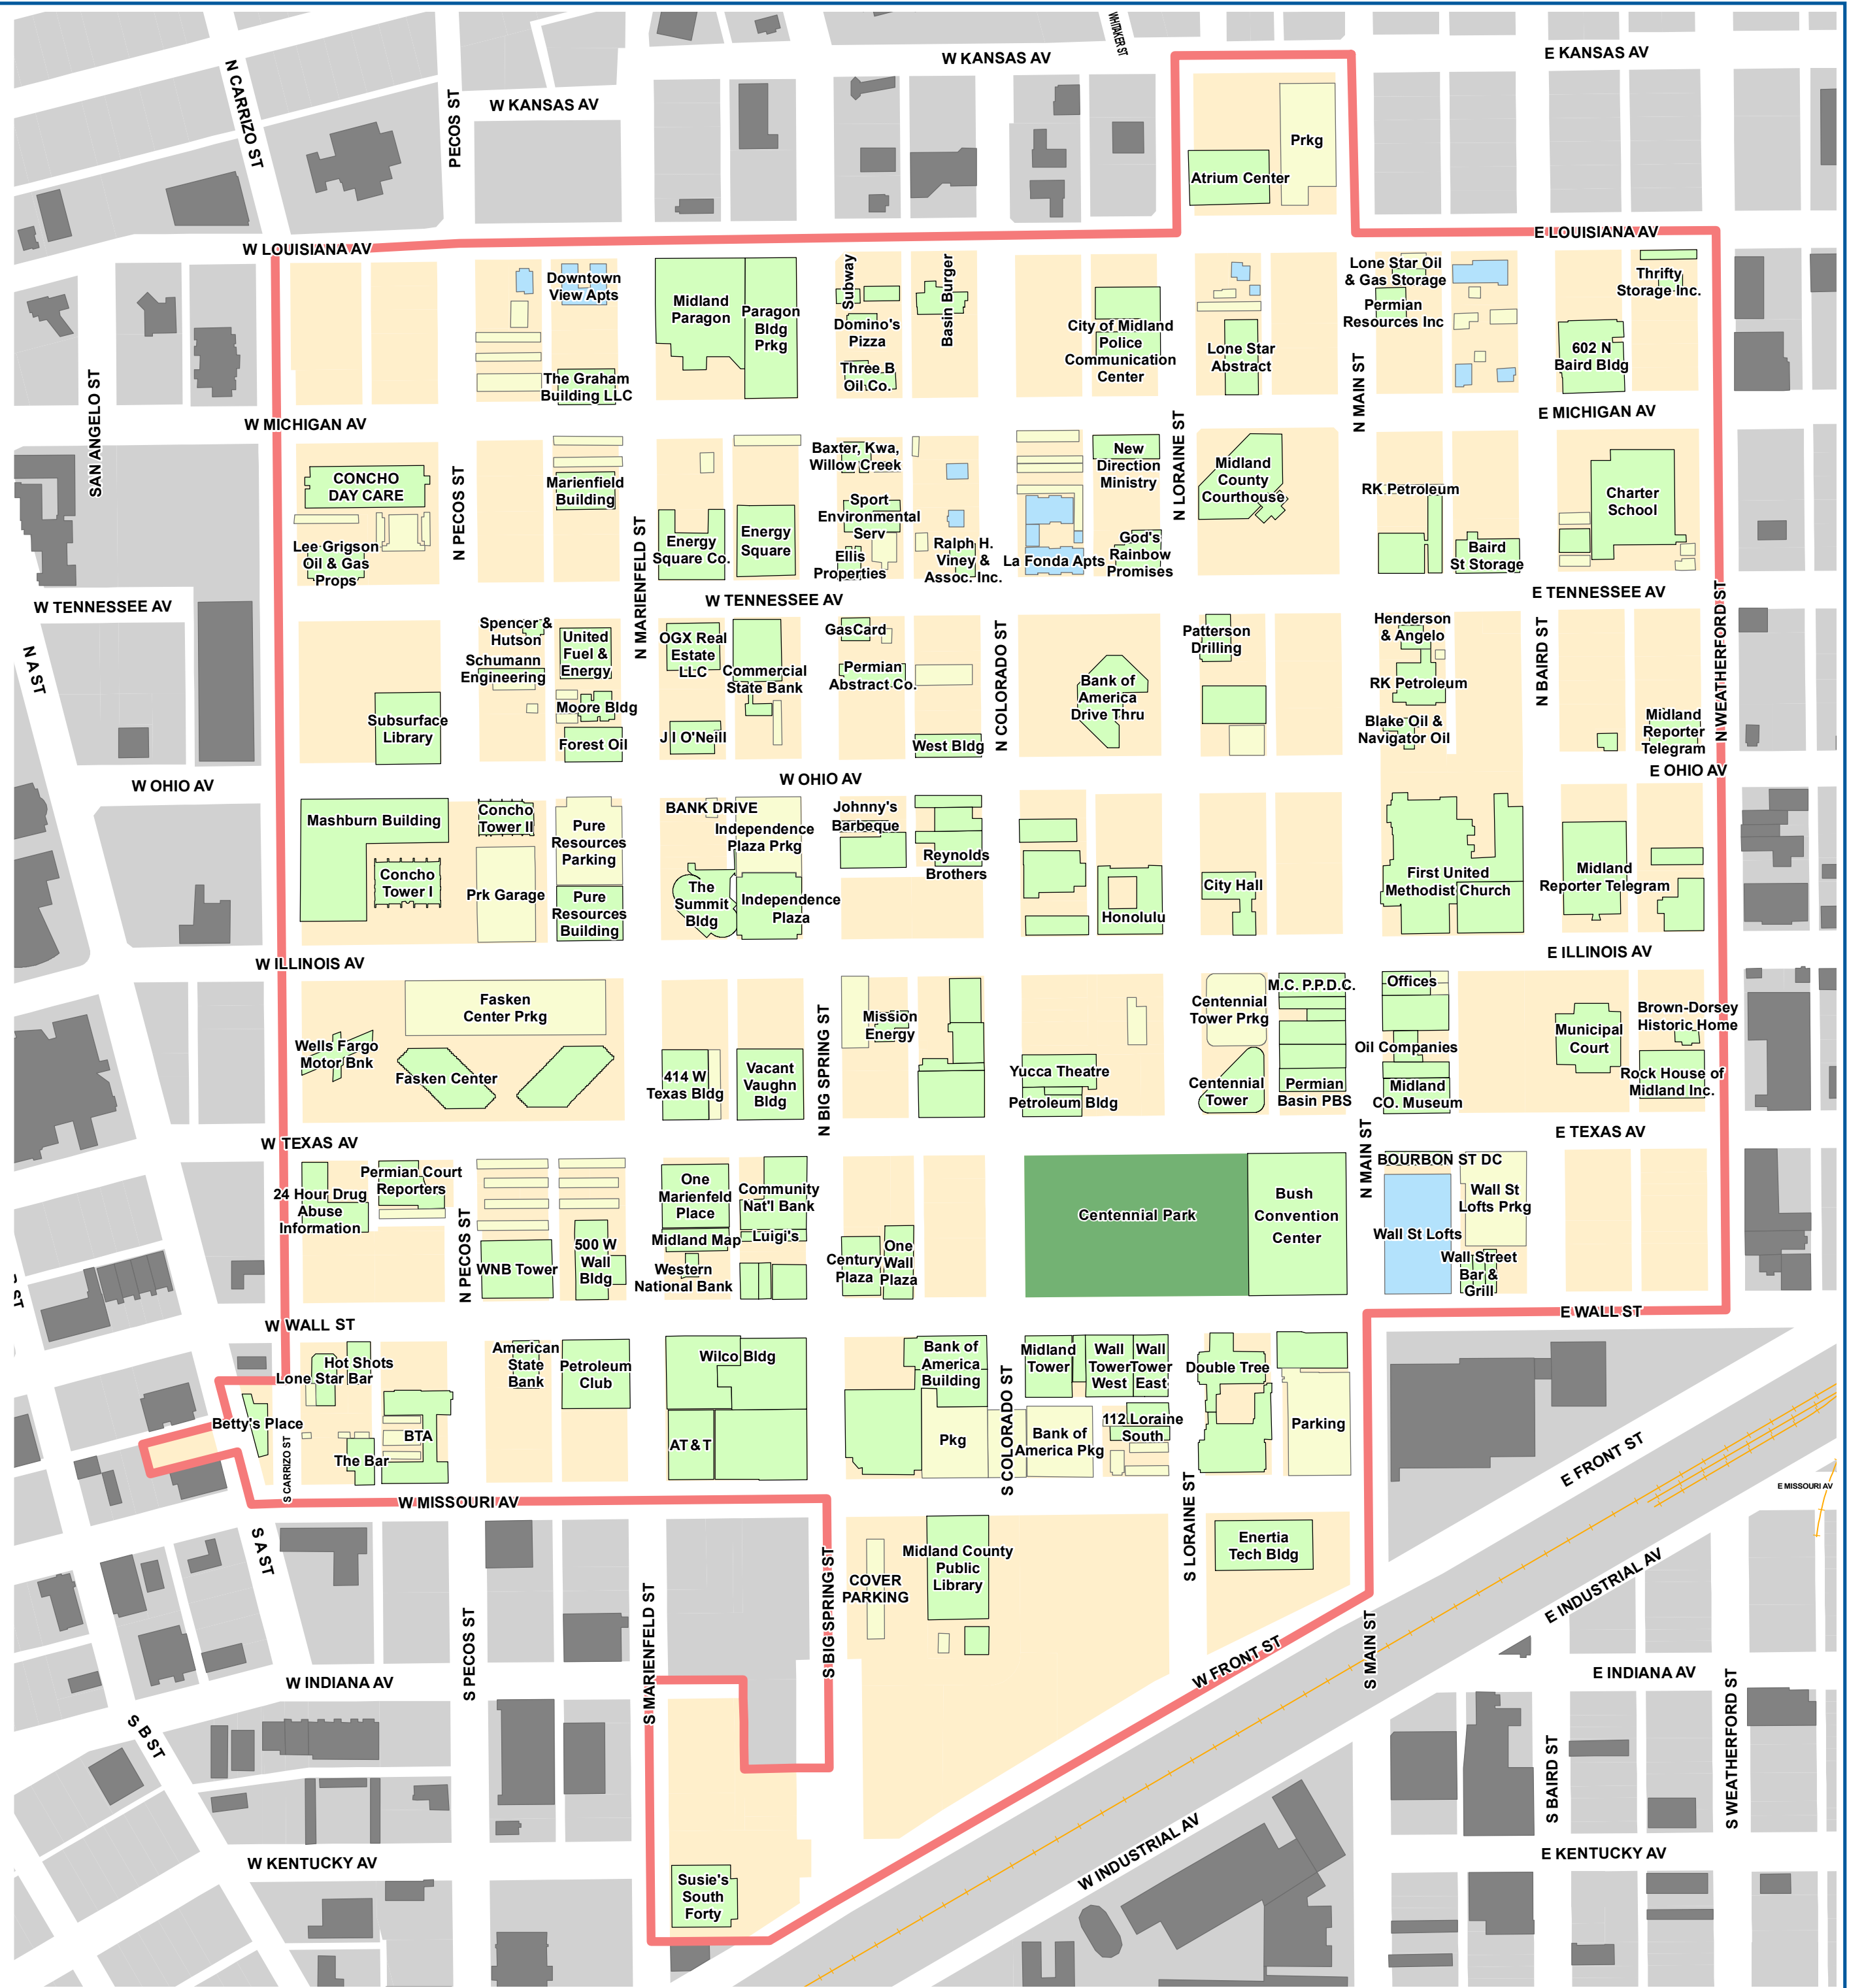 WHITAKER ST
W KANSAS AV
E KANSAS AV
N CARRIZO ST
PECOS ST
W KANSAS AV
Prkg
Atrium Center
W LOUISIANA AV
E LOUISIANA AV
Downtown
View Apts
Midland
Paragon
Paragon
Bldg
Prkg
Subway
Domino's
Pizza
Three B
Oil Co.
Basin Burger
City of Midland
Police
Communication
Center
Lone Star
Abstract
Lone Star Oil
& Gas Storage
Permian
Resources Inc
Thrifty
Storage Inc.
602 N
Baird Bldg
The Graham
Building LLC
SAN ANGELO ST
N MAIN ST
W MICHIGAN AV
E MICHIGAN AV
CONCHO
DAY CARE
Lee Grigson
Oil & Gas
Props
N PECOS ST
Marienfield
Building
N MARIENFELD ST
Energy
Square Co.
Energy
Square
Baxter, Kwa,
Willow Creek
Sport
Environmental
Serv
Ellis
Properties
Ralph H.
Viney &
Assoc. Inc.
La Fonda Apts
New
Direction
Ministry
God's
Rainbow
Promises
N LORAINE ST
Midland
County
Courthouse
RK Petroleum
Baird
St Storage
Charter
School
W TENNESSEE AV
W TENNESSEE AV
E TENNESSEE AV
N A ST
Spencer &
Hutson
Schumann
Engineering
United
Fuel &
Energy
Moore Bldg
Forest Oil
Subsurface
Library
OGX Real
Estate
LLC
Commercial
State Bank
J I O'Neill
GasCard
Permian
Abstract Co.
West Bldg
N COLORADO ST
Bank of
America
Drive Thru
Patterson
Drilling
Henderson
& Angelo
RK Petroleum
Blake Oil &
Navigator Oil
N BAIRD ST
Midland
Reporter
Telegram
N WEATHERFORD ST
W OHIO AV
W OHIO AV
E OHIO AV
Mashburn Building
Concho
Tower I
Concho
Tower II
Prk Garage
Pure
Resources
Parking
Pure
Resources
Building
BANK DRIVE
Independence
Plaza Prkg
The
Summit
Bldg
Independence
Plaza
Johnny's
Barbeque
Reynolds
Brothers
Honolulu
City Hall
First United
Methodist Church
Midland
Reporter Telegram
W ILLINOIS AV
E ILLINOIS AV
Fasken
Center Prkg
Wells Fargo
Motor Bnk
Fasken Center
414 W
Texas Bldg
Vacant
Vaughn
Bldg
N BIG SPRING ST
Mission
Energy
Yucca Theatre
Petroleum Bldg
Centennial
Tower Prkg
Centennial
Tower
M.C. P.P.D.C.
Permian
Basin PBS
Offices
Oil Companies
Midland
CO. Museum
Municipal
Court
Brown-Dorsey
Historic Home
Rock House of
Midland Inc.
W TEXAS AV
E TEXAS AV
24 Hour Drug
Abuse
Information
Permian Court
Reporters
N PECOS ST
WNB Tower
500 W
Wall
Bldg
One
Marienfeld
Place
Midland Map
Western
National Bank
Community
Nat'l Bank
Luigi's
Century
Plaza
One
Wall
Plaza
Centennial Park
Bush
Convention
Center
N MAIN ST
BOURBON ST DC
Wall St
Lofts Prkg
Wall St Lofts
Wall Street
Bar &
Grill
W WALL ST
E WALL ST
Hot Shots
Lone Star Bar
Betty's Place
S CARRIZO ST
The Bar
BTA
American
State
Bank
Petroleum
Club
Wilco Bldg
AT & T
Bank of
America
Building
Pkg
S COLORADO ST
Midland
Tower
Wall
Tower
West
Wall
Tower
East
112 Loraine
South
Bank of
America Pkg
Double Tree
Parking
S LORAINE ST
E FRONT ST
E MISSOURI AV
W MISSOURI AV
S A ST
COVER
PARKING
Midland County
Public
Library
Enertia
Tech Bldg
S BIG SPRING ST
S PECOS ST
S MARIENFELD ST
W FRONT ST
S MAIN ST
E INDUSTRIAL AV
W INDIANA AV
E INDIANA AV
S B ST
S BAIRD ST
S WEATHERFORD ST
W INDUSTRIAL AV
W KENTUCKY AV
E KENTUCKY AV
Susie's
South
Forty